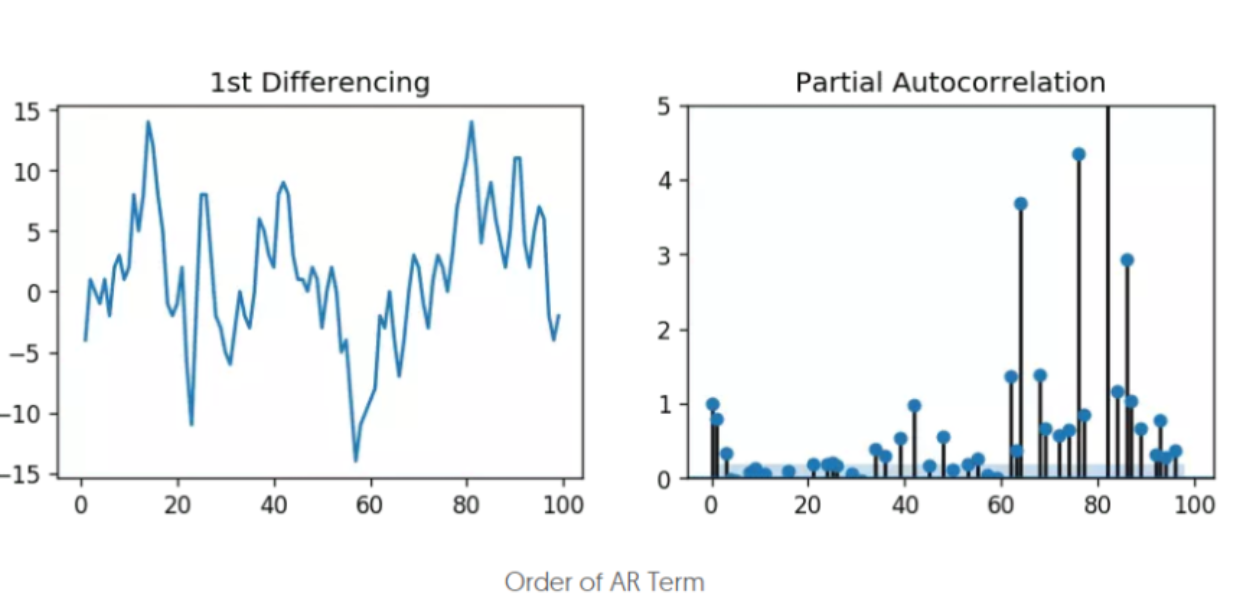 1st Differencing
Partial Autocorrelation
15
10
5
0
−5
−10
−15
0 20 40 60 80 100
5
4
3
2
1
0
0 20 40 60 80 100
Order of AR Term